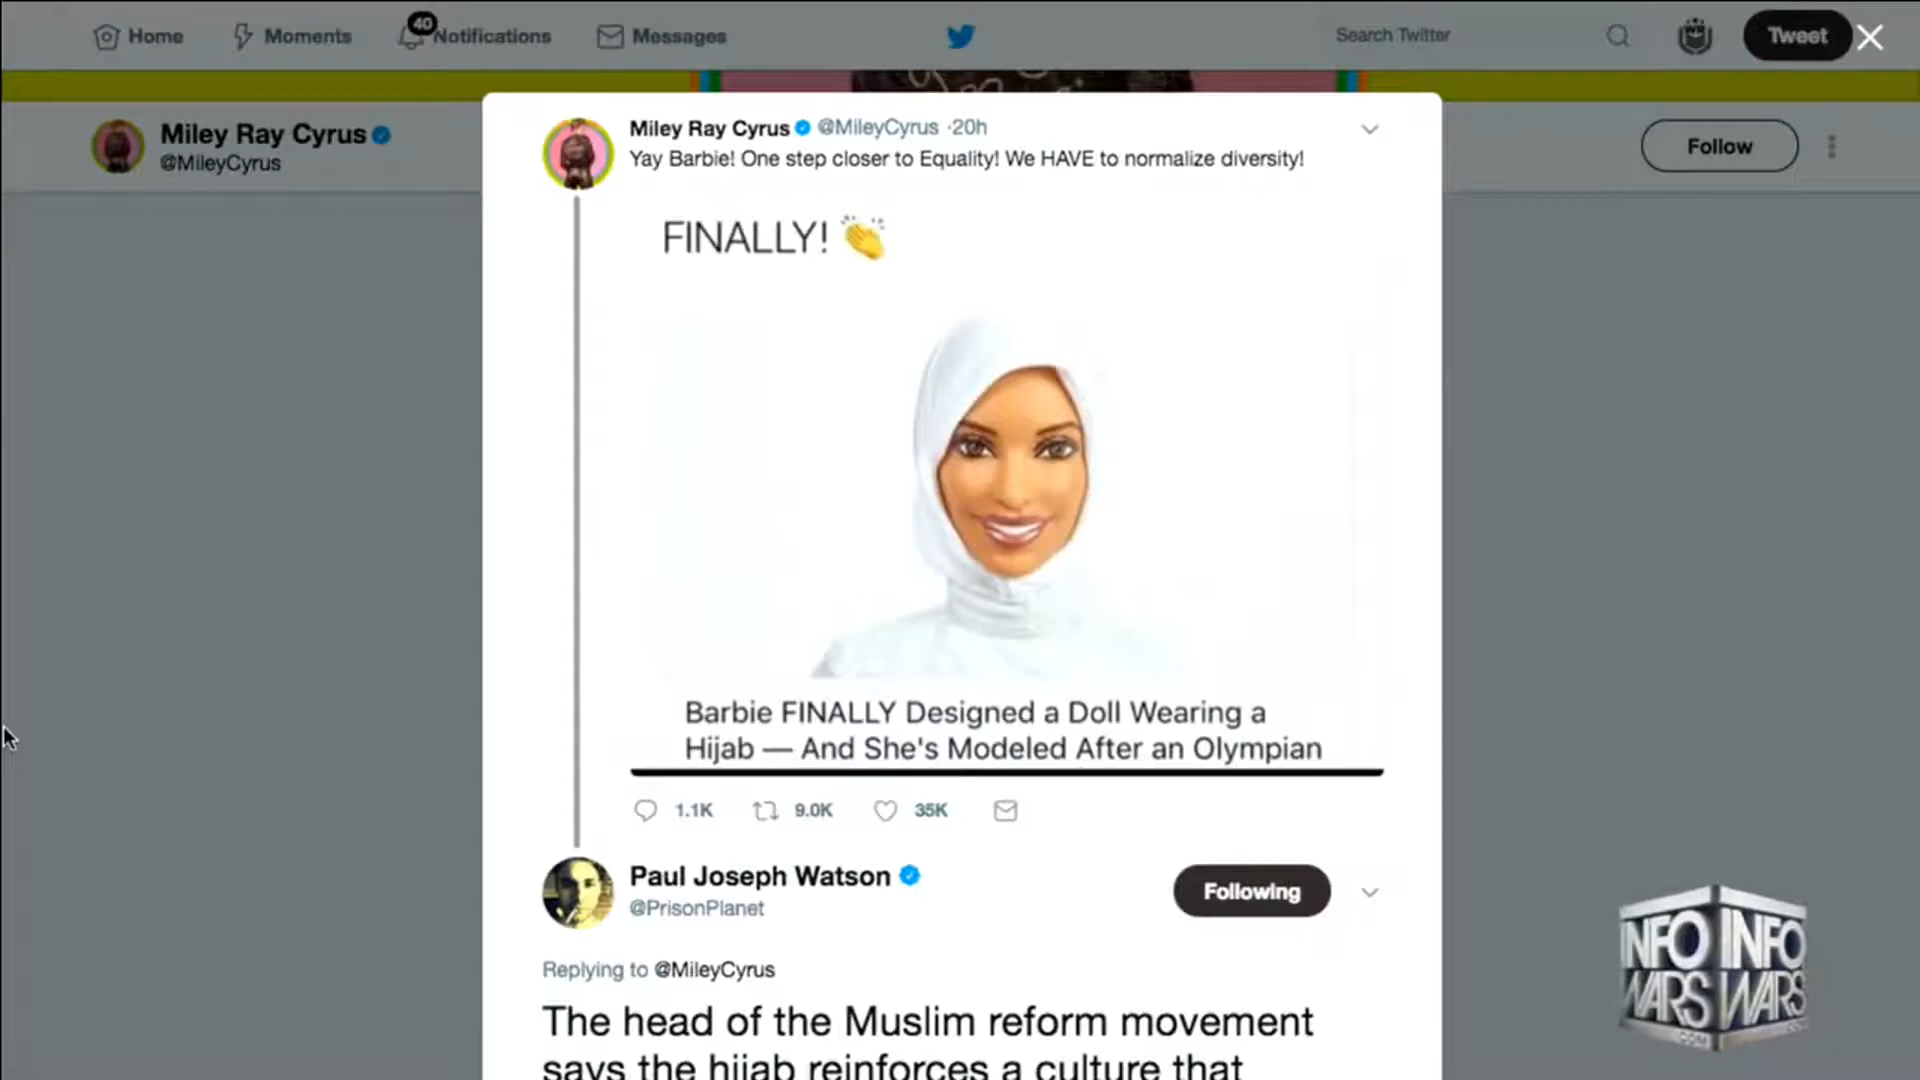 Home
Moments
40
Notifications
Messages
Search Twitter
Tweet
Miley Ray Cyrus
@MileyCyrus
Follow
Miley Ray Cyrus @MileyCyrus ·20h
Yay Barbie! One step closer to Equality! We HAVE to normalize diversity!
FINALLY! 👏
Barbie FINALLY Designed a Doll Wearing a
Hijab — And She's Modeled After an Olympian
1.1K 9.0K 35K
Paul Joseph Watson
@PrisonPlanet
Following
Replying to @MileyCyrus
The head of the Muslim reform movement
says the hijab reinforces a culture that
INFO INFO
WARS WARS
.COM